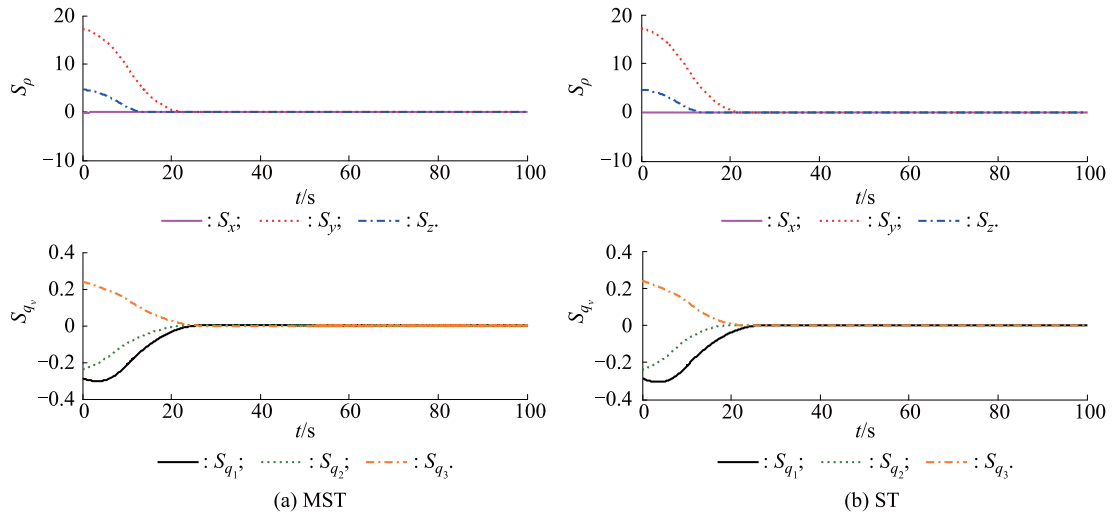 20
10
0
−10
S_ρ
0 20 40 60 80 100
t/s
: S_x; : S_y; : S_z.
0.4
0.2
0
−0.2
−0.4
S_{q_v}
0 20 40 60 80 100
t/s
: S_{q_1}; : S_{q_2}; : S_{q_3}.
(a) MST
20
10
0
−10
S_ρ
0 20 40 60 80 100
t/s
: S_x; : S_y; : S_z.
0.4
0.2
0
−0.2
−0.4
S_{q_v}
0 20 40 60 80 100
t/s
: S_{q_1}; : S_{q_2}; : S_{q_3}.
(b) ST